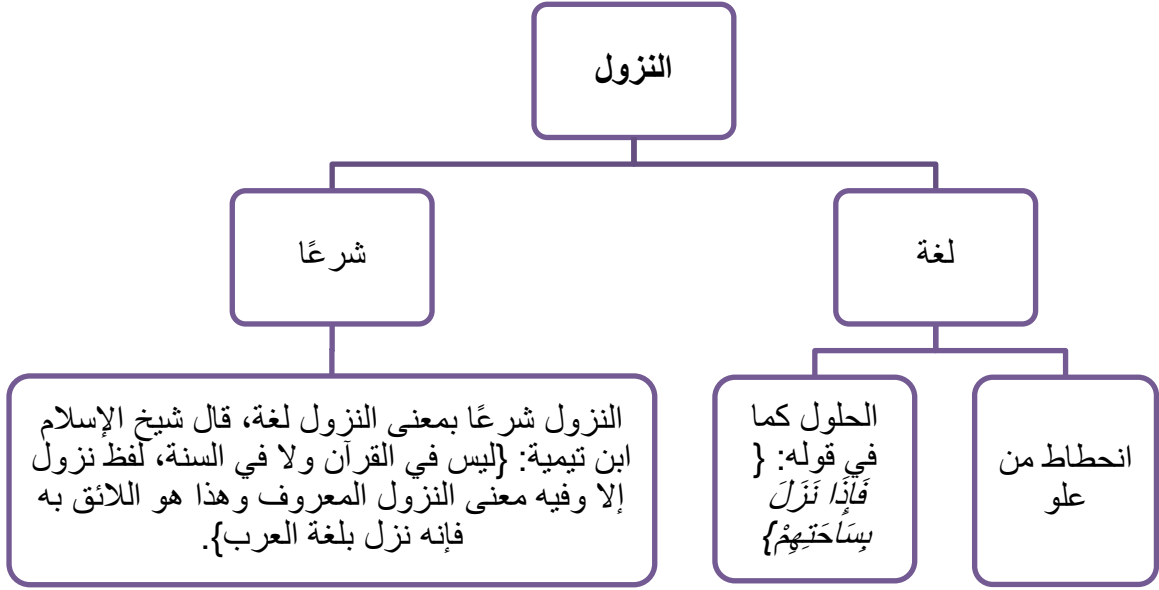 النزول
لغة
شرعًا
انحطاط من
علو
الحلول كما
في قوله: {
فَإِذَا نَزَلَ
بِسَاحَتِهِمْ}
النزول شرعًا بمعنى النزول لغة، قال شيخ الإسلام
ابن تيمية: {ليس في القرآن ولا في السنة، لفظ نزول
إلا وفيه معنى النزول المعروف وهذا هو اللائق به
فإنه نزل بلغة العرب}.